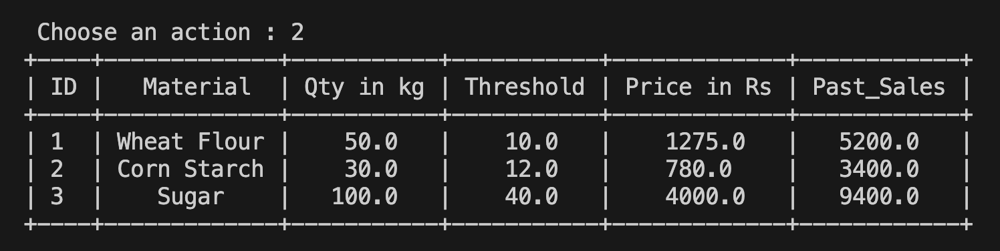 Choose an action : 2
+----+-------------+-----------+-----------+-------------+------------+
| ID |   Material  | Qty in kg | Threshold | Price in Rs | Past_Sales |
+----+-------------+-----------+-----------+-------------+------------+
| 1  | Wheat Flour |    50.0   |    10.0   |    1275.0   |   5200.0   |
| 2  | Corn Starch |    30.0   |    12.0   |    780.0    |   3400.0   |
| 3  |    Sugar    |   100.0   |    40.0   |    4000.0   |   9400.0   |
+----+-------------+-----------+-----------+-------------+------------+